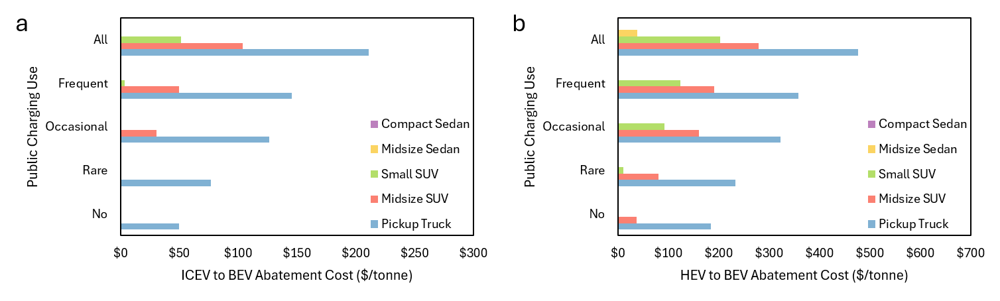 a
Public Charging Use
All
Frequent
Occasional
Rare
No
Compact Sedan
Midsize Sedan
Small SUV
Midsize SUV
Pickup Truck
$0 $50 $100 $150 $200 $250 $300
ICEV to BEV Abatement Cost ($/tonne)
b
Public Charging Use
All
Frequent
Occasional
Rare
No
Compact Sedan
Midsize Sedan
Small SUV
Midsize SUV
Pickup Truck
$0 $100 $200 $300 $400 $500 $600 $700
HEV to BEV Abatement Cost ($/tonne)